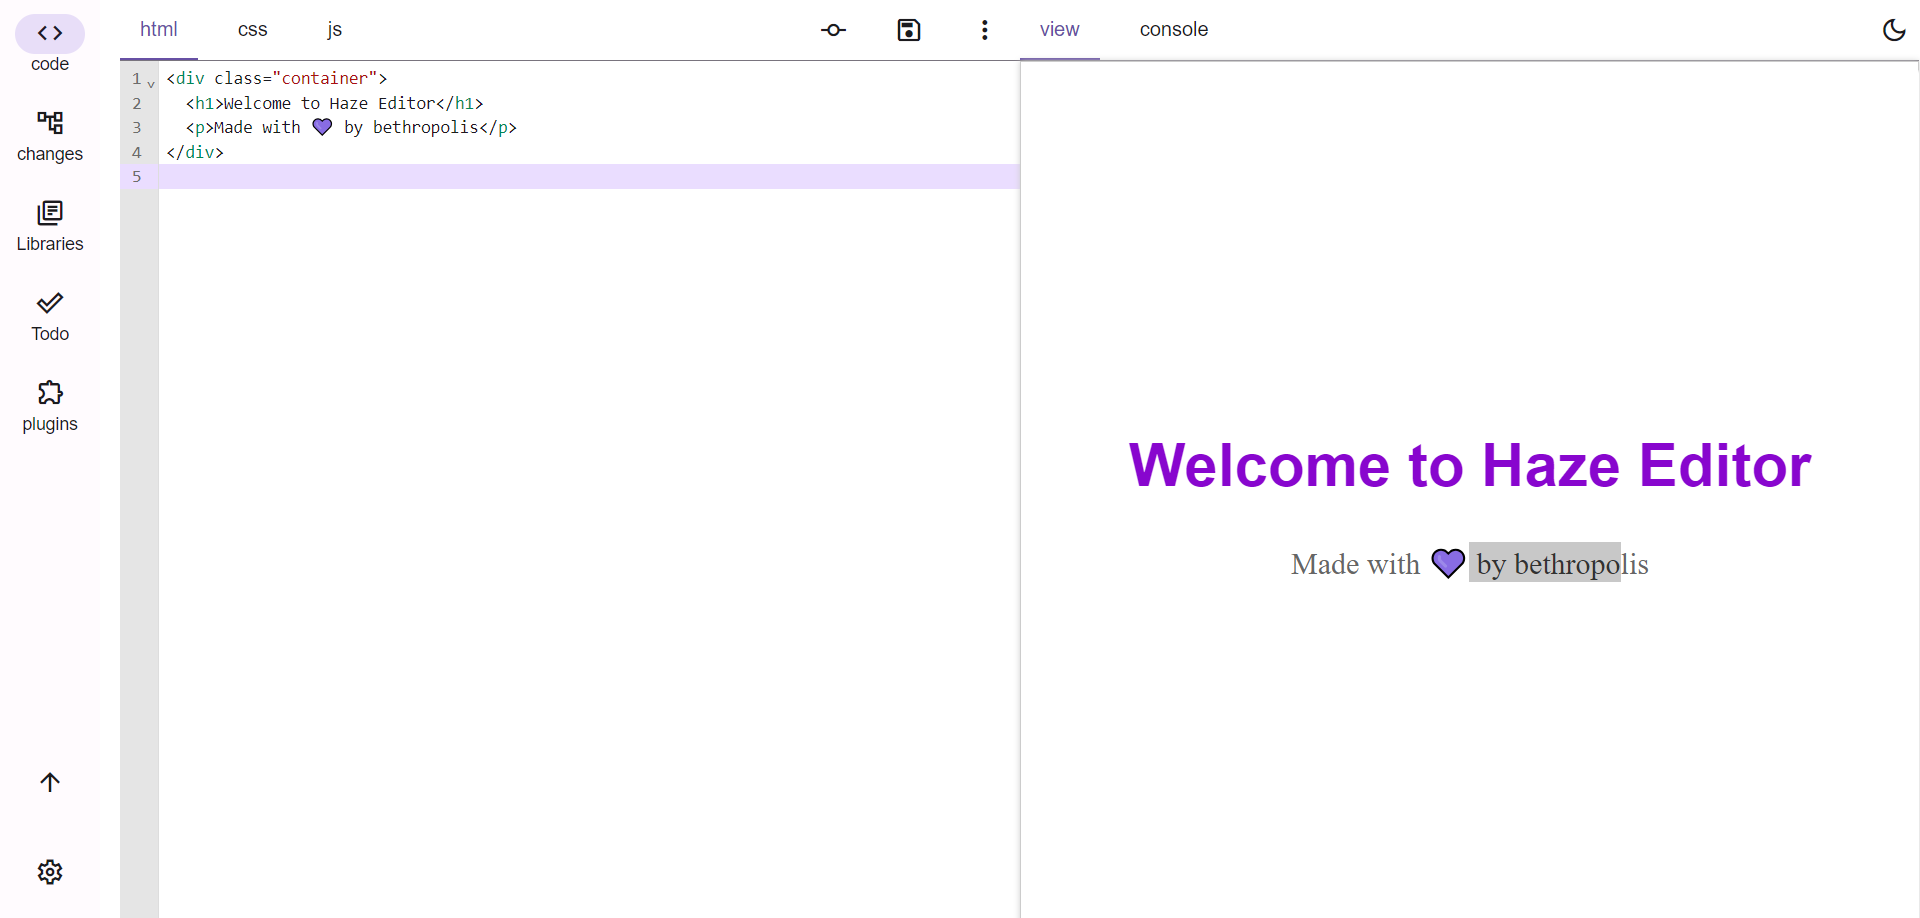 code
changes
Libraries
Todo
plugins
html css js
1 <div class="container">
2 <h1>Welcome to Haze Editor</h1>
3 <p>Made with 💜 by bethropolis</p>
4 </div>
5
view console
Welcome to Haze Editor
Made with 💜 by bethropolis